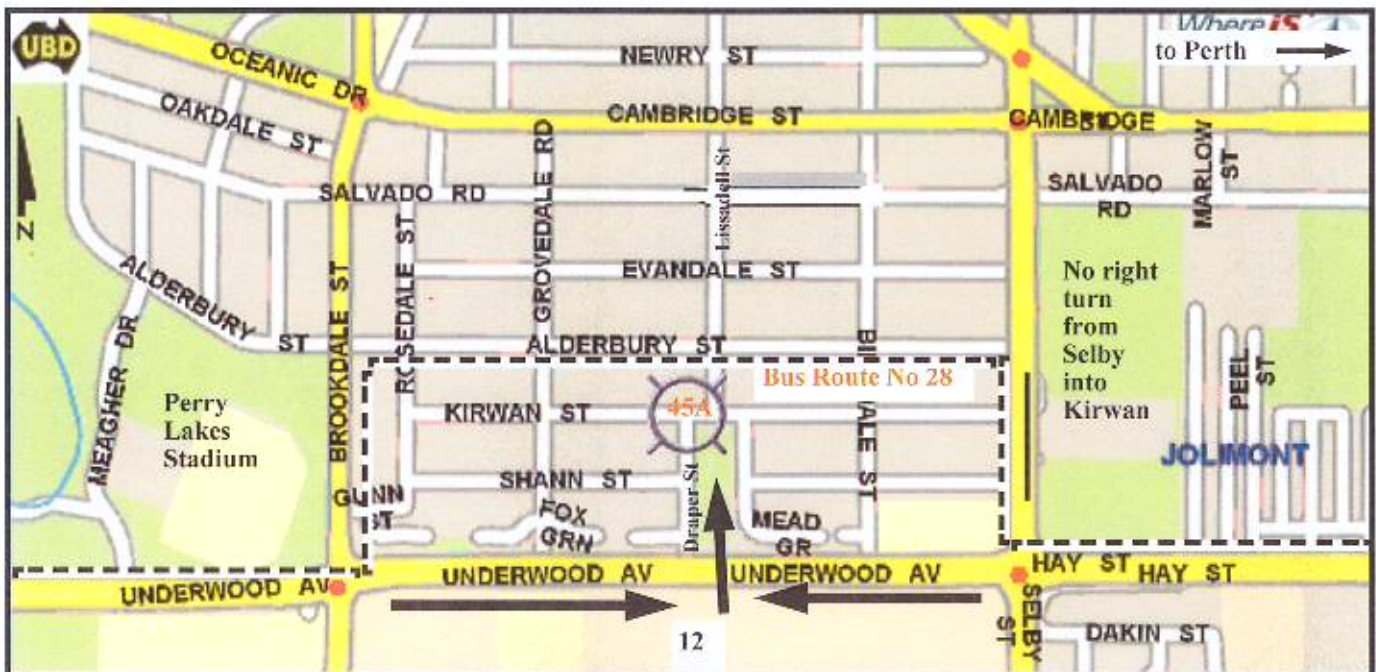 UBD
Whereis
to Perth
OCEANIC DR
NEWRY ST
OAKDALE ST
CAMBRIDGE ST
CAMBRIDGE
GROVEDALE RD
Lissadell St
MARLOW
ST
SALVADO RD
SALVADO
RD
N
ROSEDALE ST
EVANDALE ST
BROOKDALE ST
ALDERBURY
ST
ALDERBURY ST
No right
turn
from
Selby
into
Kirwan
MEAGHER DR
Perry
Lakes
Stadium
Bus Route No 28
45A
KIRWAN ST
VALE ST
PEEL
ST
JOLIMONT
SHANN ST
GUNN
ST
FOX
GRN
Draper St
MEAD
GR
UNDERWOOD AV
UNDERWOOD AV
UNDERWOOD AV
HAY ST
HAY ST
SELBY
ST
12
DAKIN ST